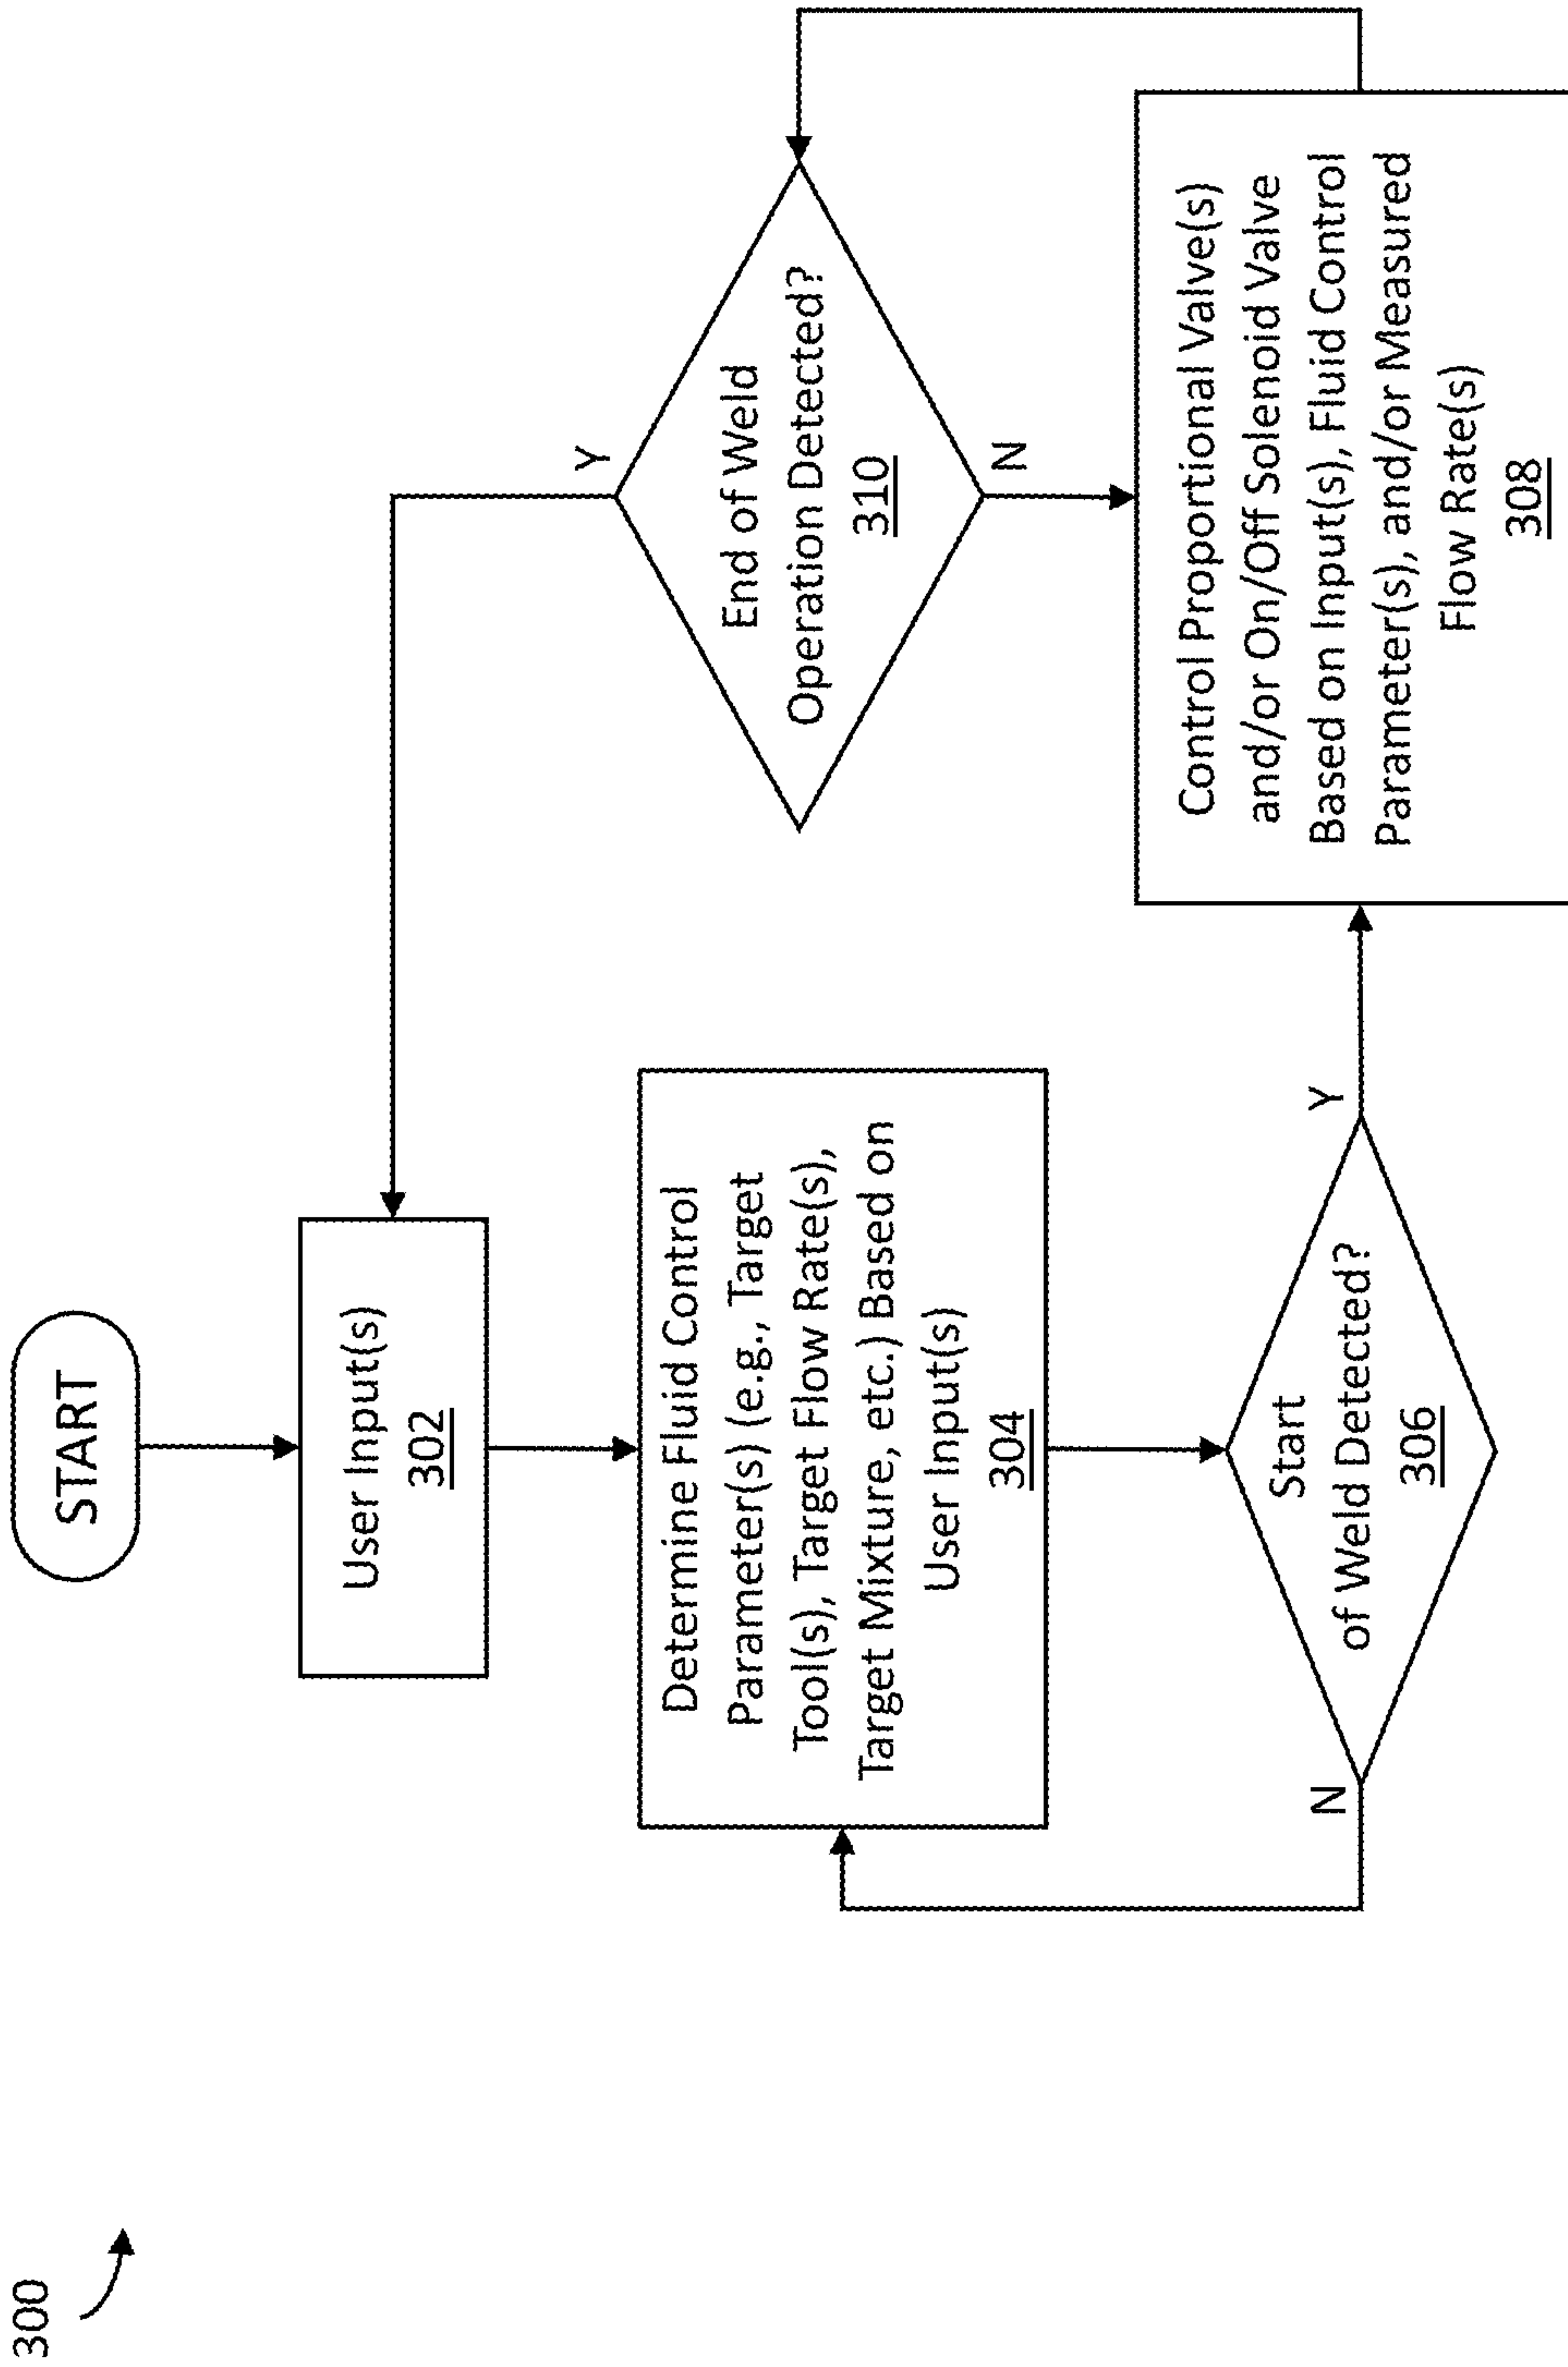 300
START
User Input(s)
302
Determine Fluid Control
Parameter(s) (e.g., Target
Tool(s), Target Flow Rate(s),
Target Mixture, etc.) Based on
User Input(s)
304
Start
of Weld Detected?
306
N
Y
Control Proportional Valve(s)
and/or On/Off Solenoid Valve
Based on Input(s), Fluid Control
Parameter(s), and/or Measured
Flow Rate(s)
308
End of Weld
Operation Detected?
310
Y
N